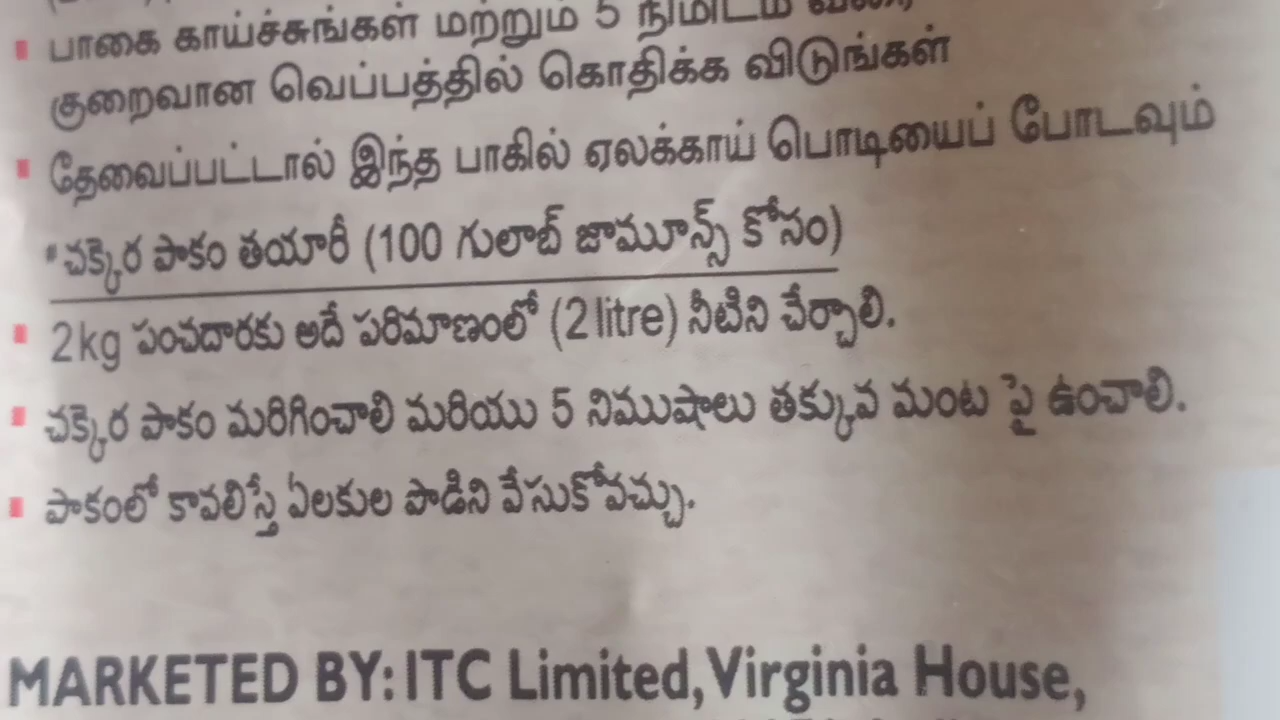 பாகை காய்ச்சுங்கள் மற்றும் 5 நிமிடம்
குறைவான வெப்பத்தில் கொதிக்க விடுங்கள்
தேவைப்பட்டால் இந்த பாகில் ஏலக்காய் பொடியைப் போடவும்
*చక్కెర పాకం తయారీ (100 గులాబ్ జామూన్స్ కోసం)
2kg పంచదారకు అదే పరిమాణంలో (2 litre) నీటిని చేర్చాలి.
చక్కెర పాకం మరిగించాలి మరియు 5 నిముషాలు తక్కువ మంట పై ఉంచాలి.
పాకంలో కావలిస్తే ఏలకుల పొడిని వేసుకోవచ్చు.
MARKETED BY: ITC Limited, Virginia House,